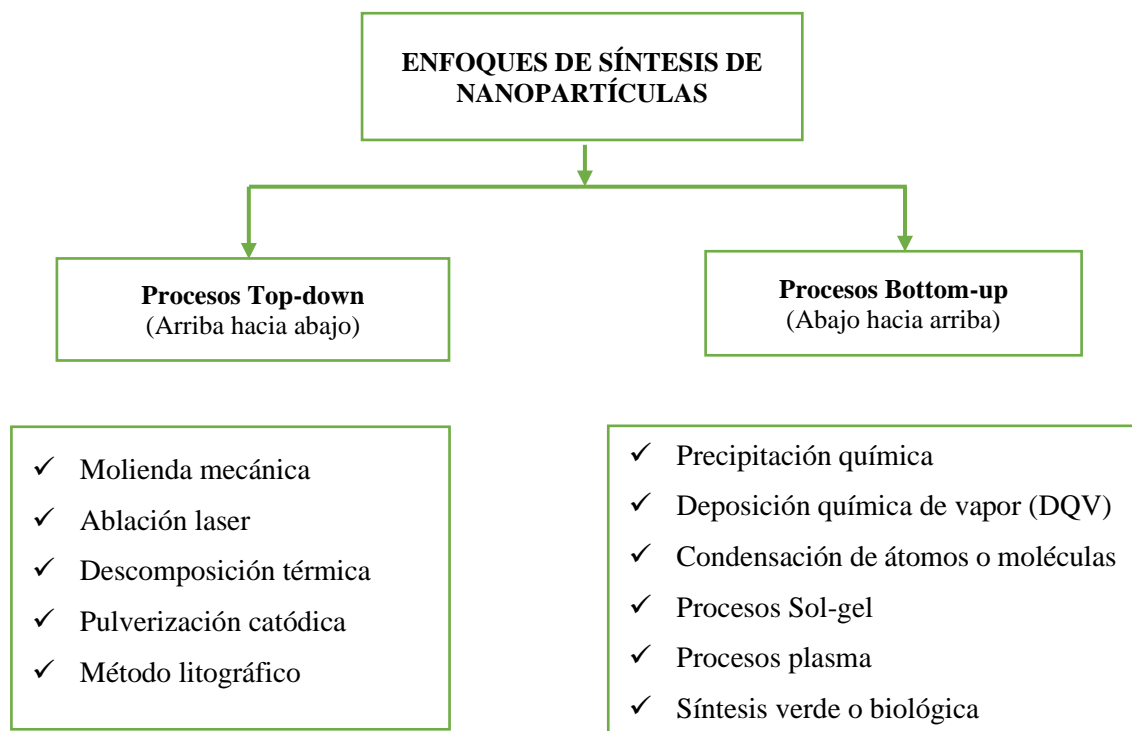 ENFOQUES DE SÍNTESIS DE
NANOPARTÍCULAS
Procesos Top-down
(Arriba hacia abajo)
Procesos Bottom-up
(Abajo hacia arriba)
✓ Molienda mecánica
✓ Ablación laser
✓ Descomposición térmica
✓ Pulverización catódica
✓ Método litográfico
✓ Precipitación química
✓ Deposición química de vapor (DQV)
✓ Condensación de átomos o moléculas
✓ Procesos Sol-gel
✓ Procesos plasma
✓ Síntesis verde o biológica